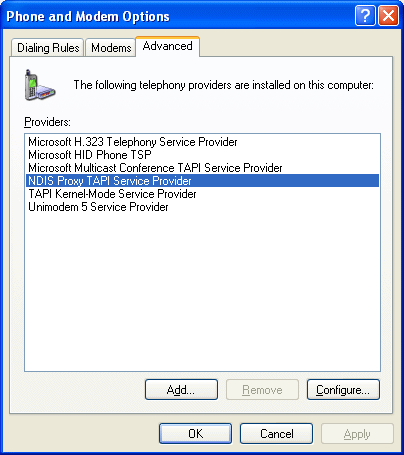 Phone and Modem Options
Dialing Rules Modems Advanced
The following telephony providers are installed on this computer:
Providers:
Microsoft H.323 Telephony Service Provider
Microsoft HID Phone TSP
Microsoft Multicast Conference TAPI Service Provider
NDIS Proxy TAPI Service Provider
TAPI Kernel-Mode Service Provider
Unimodem 5 Service Provider
Add... Remove Configure...
OK Cancel Apply